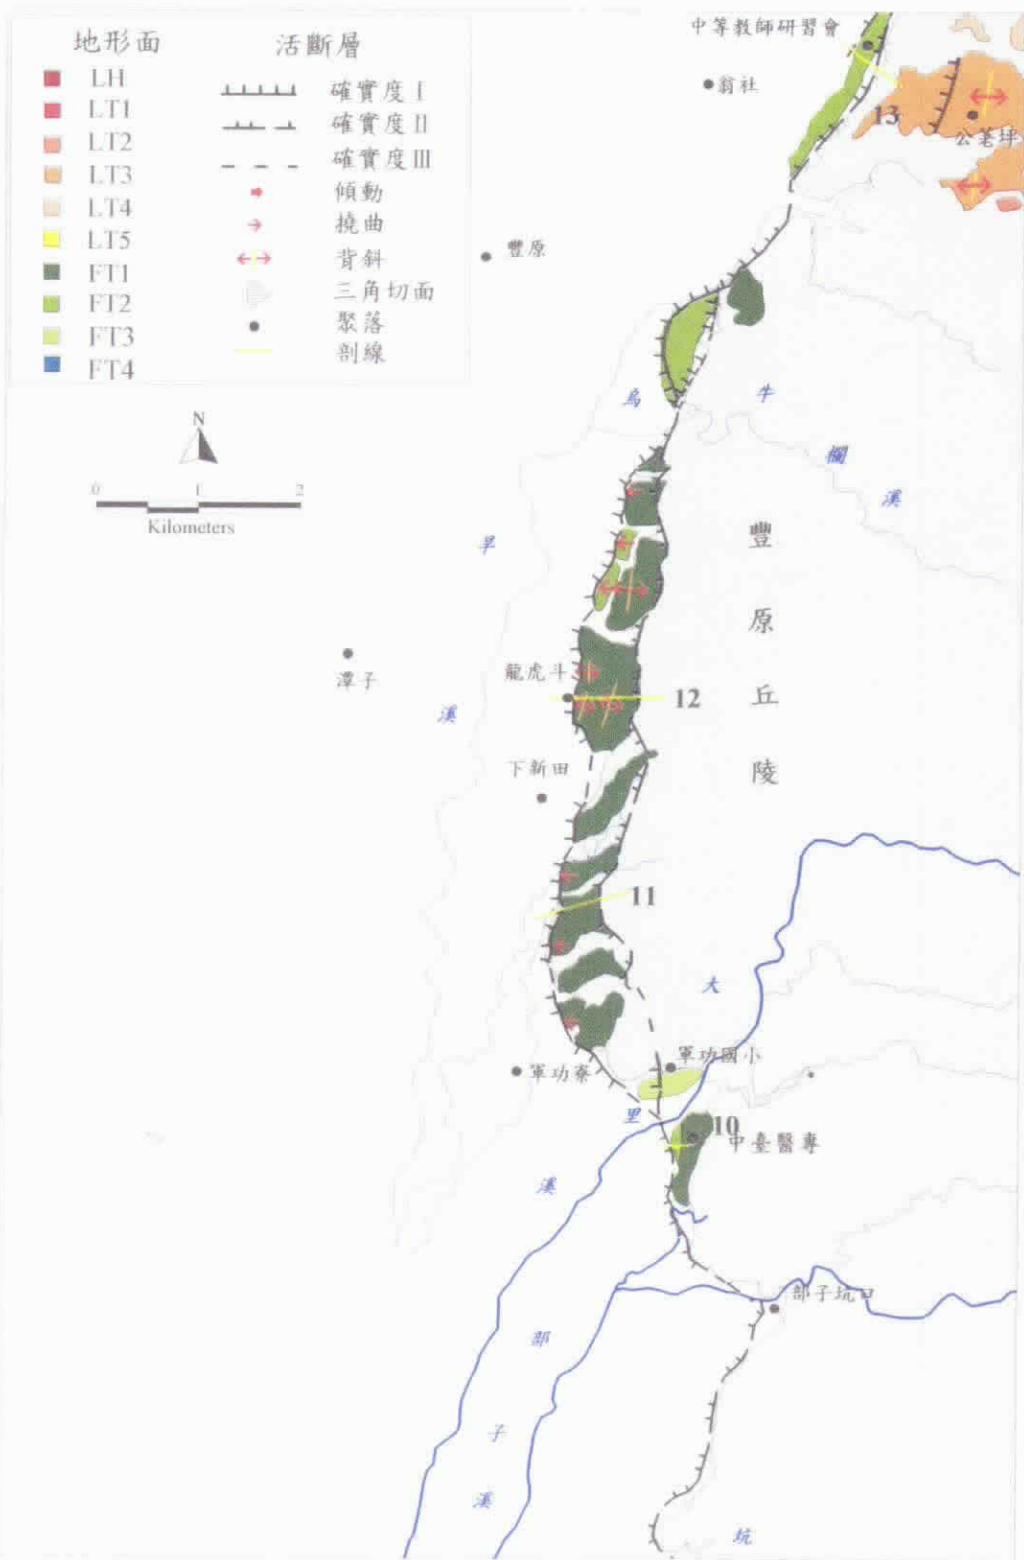 地形面
LH
LT1
LT2
LT3
LT4
LT5
FT1
FT2
FT3
FT4
活斷層
確實度 I
確實度 II
確實度 III
傾動
撓曲
背斜
三角切面
聚落
剖線
N
0 1 2
Kilometers
中等教師研習會
翁社
13
公荖坪
豐原
烏 牛 欄 溪
旱 溪
豐原丘陵
潭子
龍虎斗
12
下新田
11
大 里 溪
軍功國小
軍功寮
10
中臺醫專
部子坑口
部 子 溪
坑